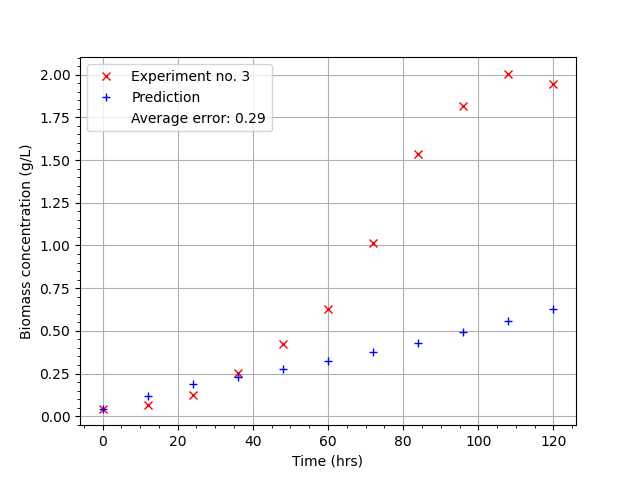 Experiment no. 3
Prediction
Average error: 0.29
2.00
1.75
1.50
1.25
1.00
0.75
0.50
0.25
0.00
Biomass concentration (g/L)
0 20 40 60 80 100 120
Time (hrs)